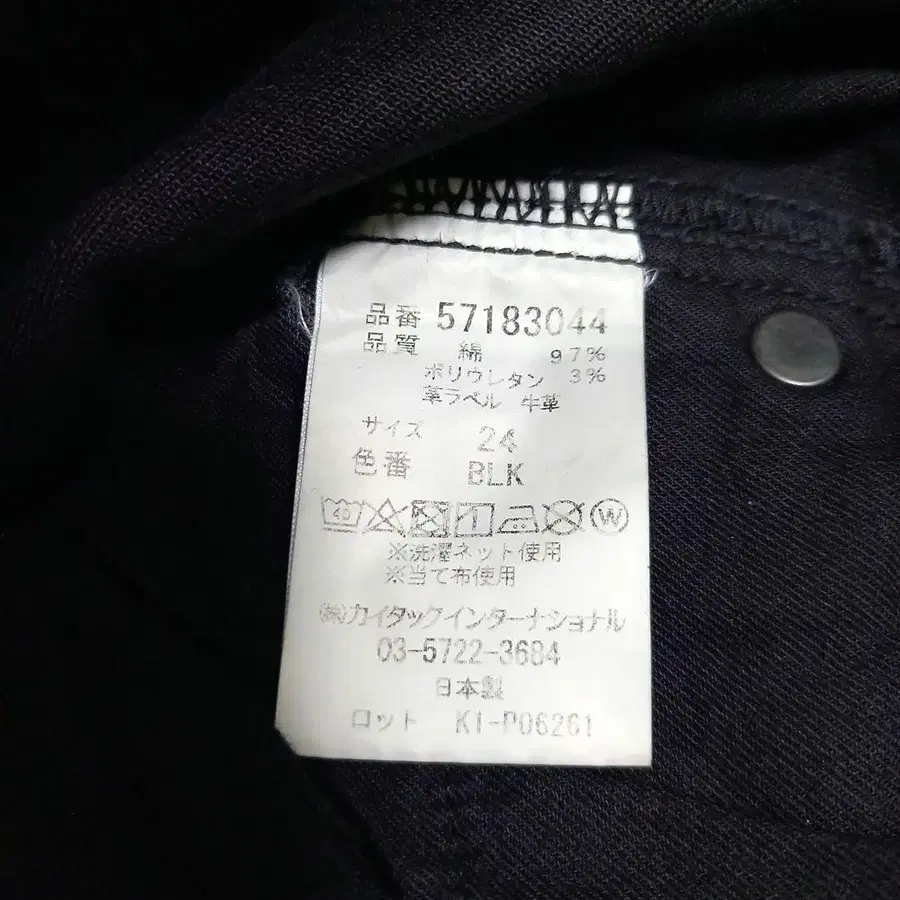 品番 57183044
品質 綿 97%
ポリウレタン 3%
革ラベル 牛革
サイズ 24
色番 BLK
40 W
※洗濯ネット使用
※当て布使用
㈱カイタックインターナショナル
03-5722-3684
日本製
ロット KI-P06261